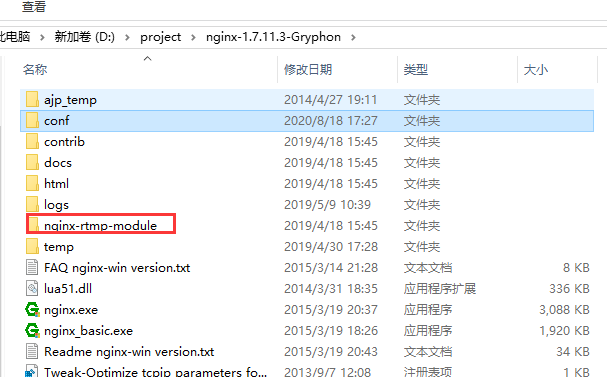 查看
此电脑 > 新加卷 (D:) > project > nginx-1.7.11.3-Gryphon >
名称 修改日期 类型 大小
ajp_temp 2014/4/27 19:11 文件夹
conf 2020/8/18 17:27 文件夹
contrib 2019/4/18 15:45 文件夹
docs 2019/4/18 15:45 文件夹
html 2019/4/18 15:45 文件夹
logs 2019/5/9 10:39 文件夹
nginx-rtmp-module 2019/4/18 15:45 文件夹
temp 2019/4/30 17:28 文件夹
FAQ nginx-win version.txt 2015/3/14 21:28 文本文档 8 KB
lua51.dll 2014/3/31 18:35 应用程序扩展 336 KB
nginx.exe 2015/3/19 20:37 应用程序 3,088 KB
nginx_basic.exe 2015/3/19 18:26 应用程序 1,920 KB
Readme nginx-win version.txt 2015/3/19 20:43 文本文档 34 KB
Tweak-Optimize tcpip parameters fo... 2013/9/7 12:08 注册表项 1 KB